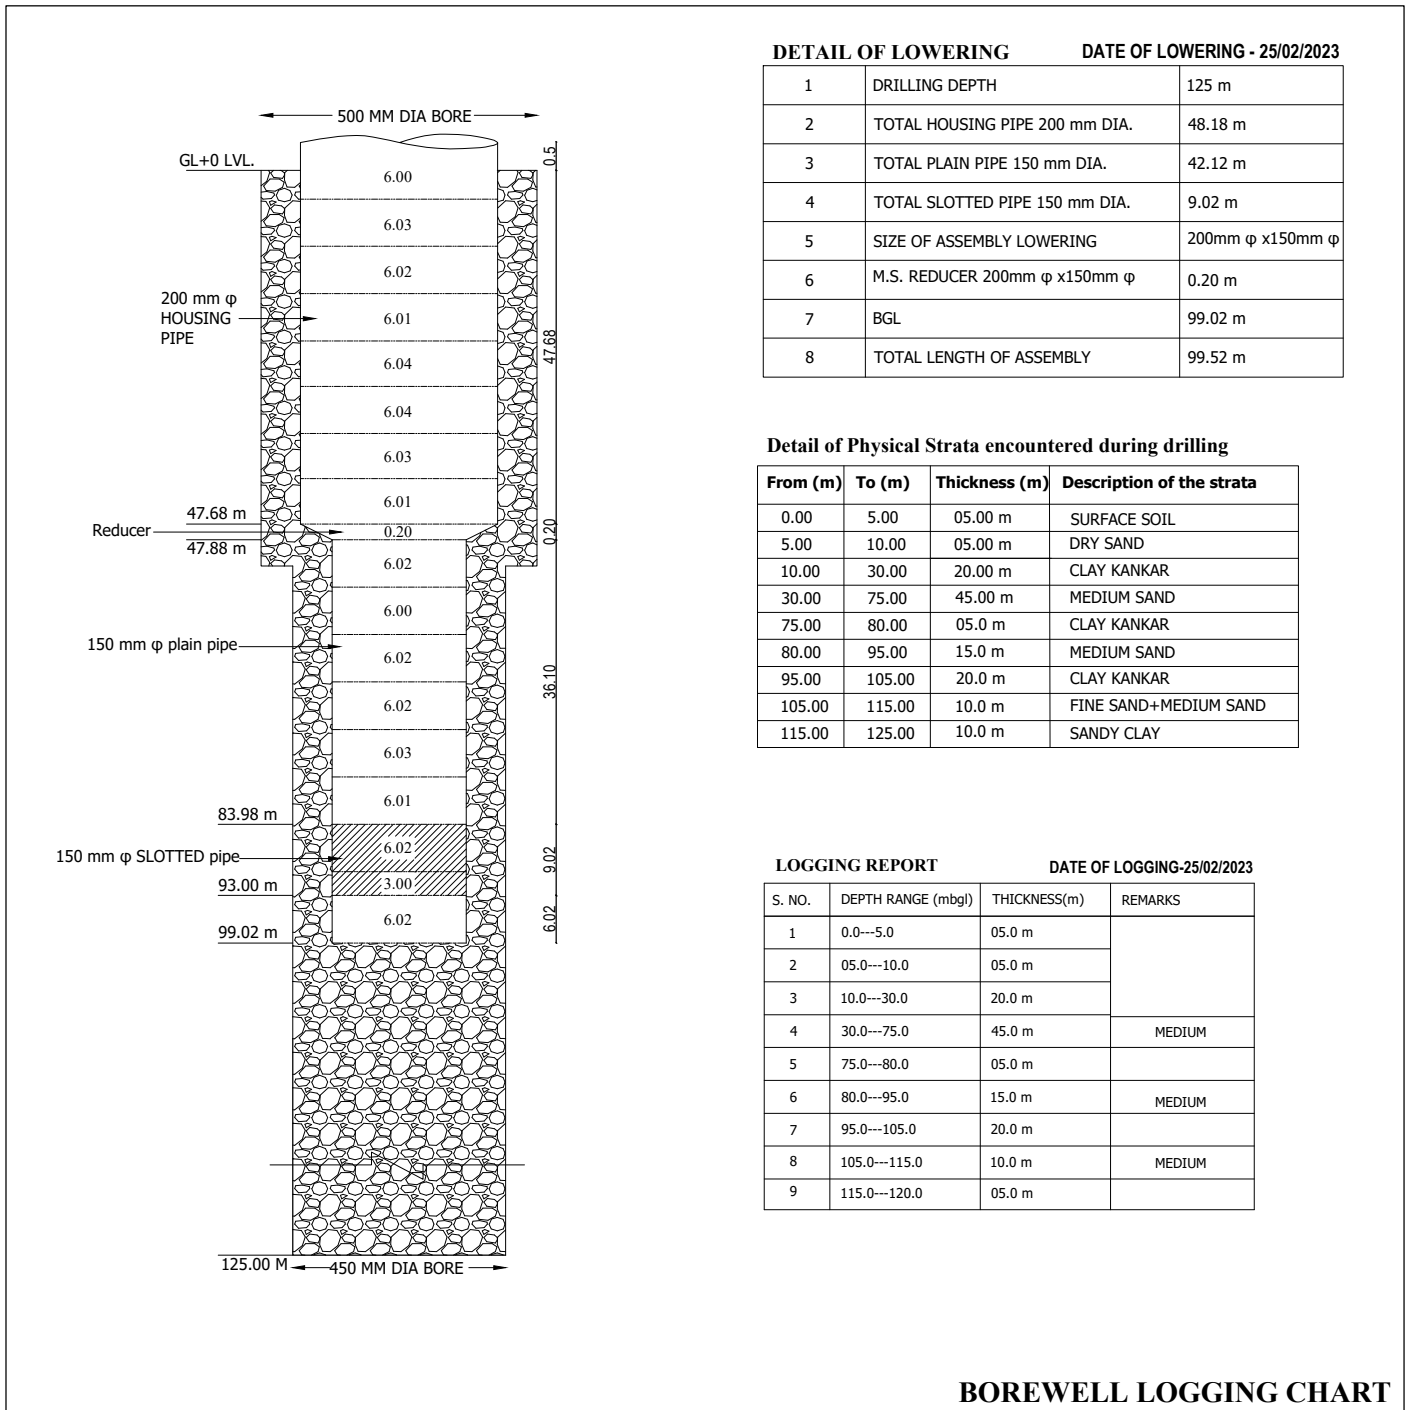 500 MM DIA BORE
GL+0 LVL.
0.5
6.00
6.03
6.02
200 mm φ
HOUSING
PIPE
6.01
47.68
6.04
6.04
6.03
6.01
47.68 m
Reducer
0.20
0.20
47.88 m
6.02
6.00
150 mm φ plain pipe
6.02
36.10
6.02
6.03
6.01
83.98 m
150 mm φ SLOTTED pipe
6.02
9.02
3.00
93.00 m
6.02
6.02
99.02 m
125.00 M
450 MM DIA BORE
DETAIL OF LOWERING DATE OF LOWERING - 25/02/2023
1 DRILLING DEPTH 125 m
2 TOTAL HOUSING PIPE 200 mm DIA. 48.18 m
3 TOTAL PLAIN PIPE 150 mm DIA. 42.12 m
4 TOTAL SLOTTED PIPE 150 mm DIA. 9.02 m
5 SIZE OF ASSEMBLY LOWERING 200mm φ x150mm φ
6 M.S. REDUCER 200mm φ x150mm φ 0.20 m
7 BGL 99.02 m
8 TOTAL LENGTH OF ASSEMBLY 99.52 m
Detail of Physical Strata encountered during drilling
From (m) To (m) Thickness (m) Description of the strata
0.00 5.00 05.00 m SURFACE SOIL
5.00 10.00 05.00 m DRY SAND
10.00 30.00 20.00 m CLAY KANKAR
30.00 75.00 45.00 m MEDIUM SAND
75.00 80.00 05.0 m CLAY KANKAR
80.00 95.00 15.0 m MEDIUM SAND
95.00 105.00 20.0 m CLAY KANKAR
105.00 115.00 10.0 m FINE SAND+MEDIUM SAND
115.00 125.00 10.0 m SANDY CLAY
LOGGING REPORT DATE OF LOGGING-25/02/2023
S. NO. DEPTH RANGE (mbgl) THICKNESS(m) REMARKS
1 0.0---5.0 05.0 m
2 05.0---10.0 05.0 m
3 10.0---30.0 20.0 m
4 30.0---75.0 45.0 m MEDIUM
5 75.0---80.0 05.0 m
6 80.0---95.0 15.0 m MEDIUM
7 95.0---105.0 20.0 m
8 105.0---115.0 10.0 m MEDIUM
9 115.0---120.0 05.0 m
BOREWELL LOGGING CHART